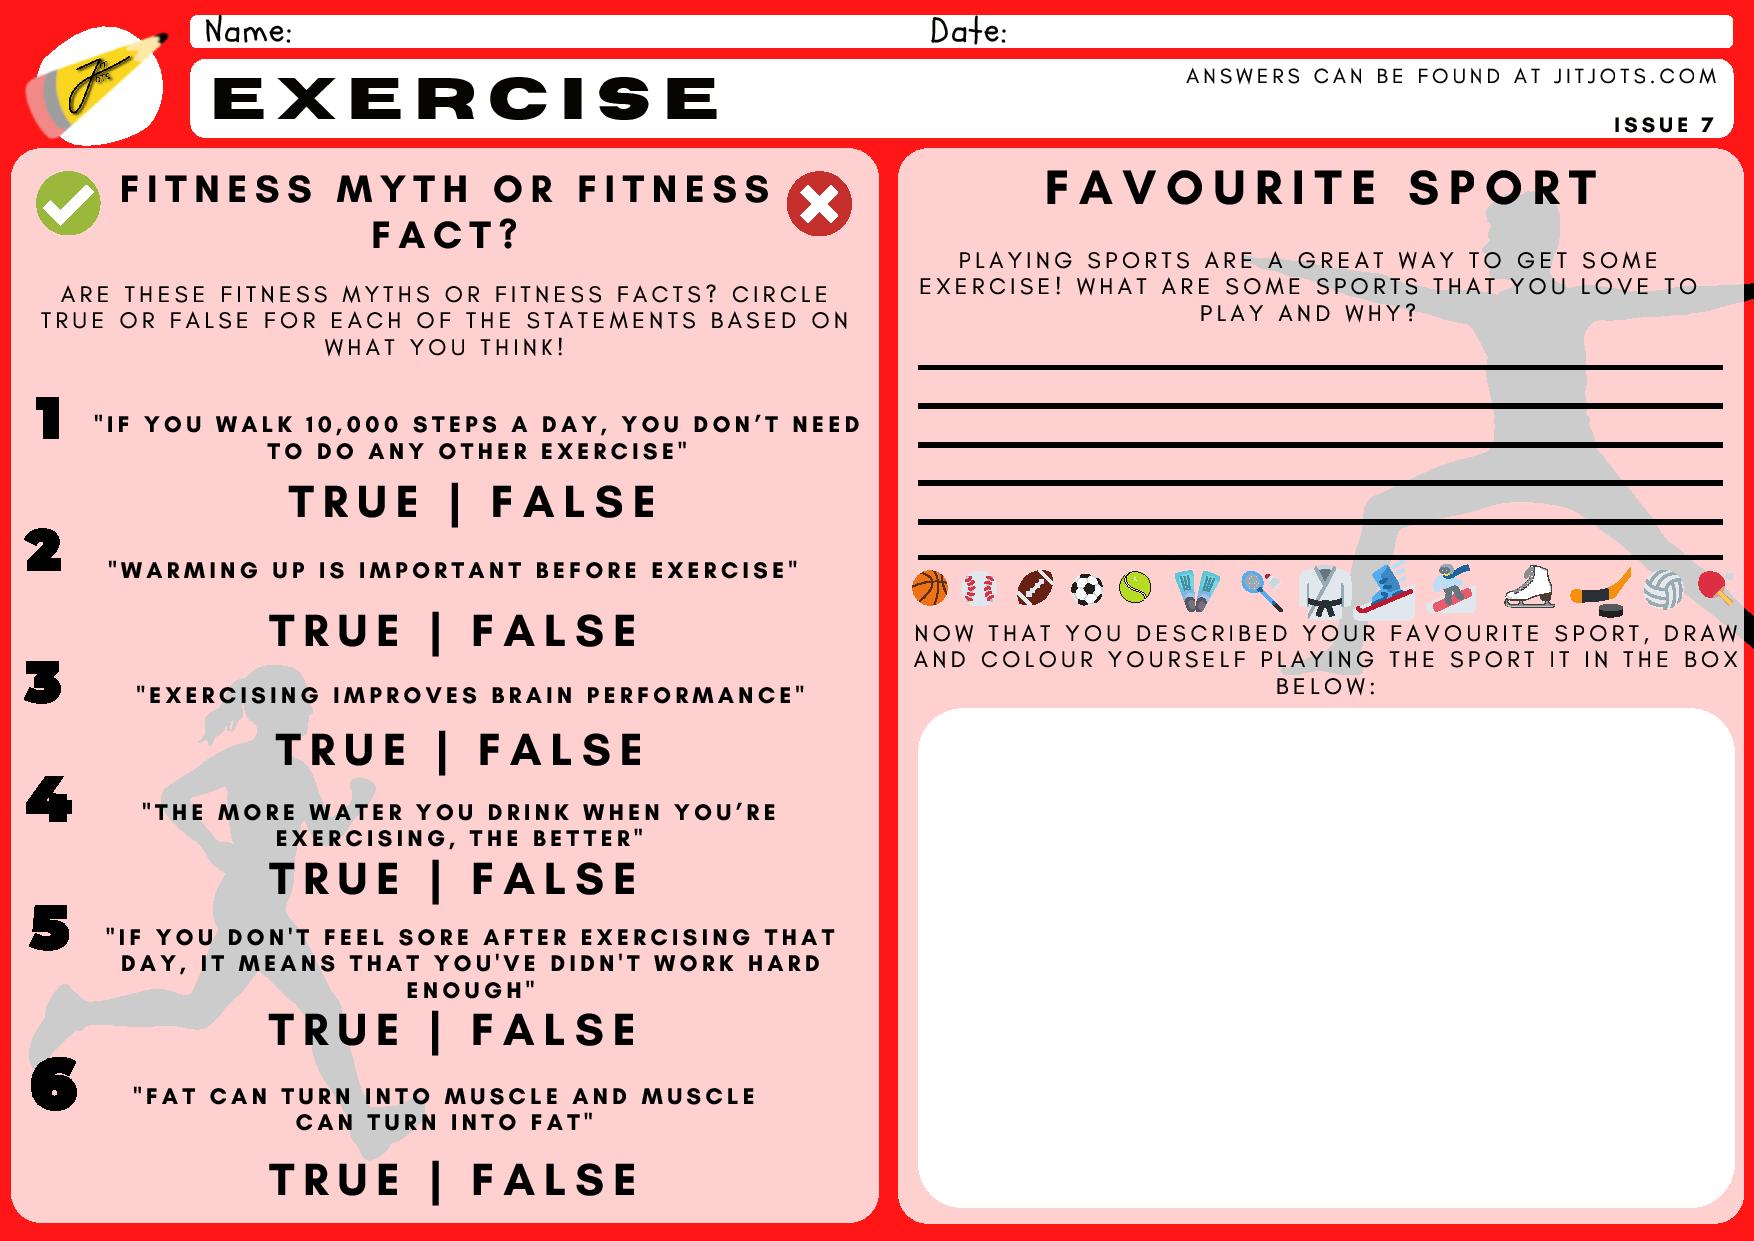 Name:
Date:
EXERCISE
ANSWERS CAN BE FOUND AT JITJOTS.COM
ISSUE 7
FITNESS MYTH OR FITNESS
FACT?
ARE THESE FITNESS MYTHS OR FITNESS FACTS? CIRCLE
TRUE OR FALSE FOR EACH OF THE STATEMENTS BASED ON
WHAT YOU THINK!
1
"IF YOU WALK 10,000 STEPS A DAY, YOU DON’T NEED
TO DO ANY OTHER EXERCISE"
TRUE | FALSE
2
"WARMING UP IS IMPORTANT BEFORE EXERCISE"
TRUE | FALSE
3
"EXERCISING IMPROVES BRAIN PERFORMANCE"
TRUE | FALSE
4
"THE MORE WATER YOU DRINK WHEN YOU’RE
EXERCISING, THE BETTER"
TRUE | FALSE
5
"IF YOU DON'T FEEL SORE AFTER EXERCISING THAT
DAY, IT MEANS THAT YOU'VE DIDN'T WORK HARD
ENOUGH"
TRUE | FALSE
6
"FAT CAN TURN INTO MUSCLE AND MUSCLE
CAN TURN INTO FAT"
TRUE | FALSE
FAVOURITE SPORT
PLAYING SPORTS ARE A GREAT WAY TO GET SOME
EXERCISE! WHAT ARE SOME SPORTS THAT YOU LOVE TO
PLAY AND WHY?
NOW THAT YOU DESCRIBED YOUR FAVOURITE SPORT, DRAW
AND COLOUR YOURSELF PLAYING THE SPORT IT IN THE BOX
BELOW: